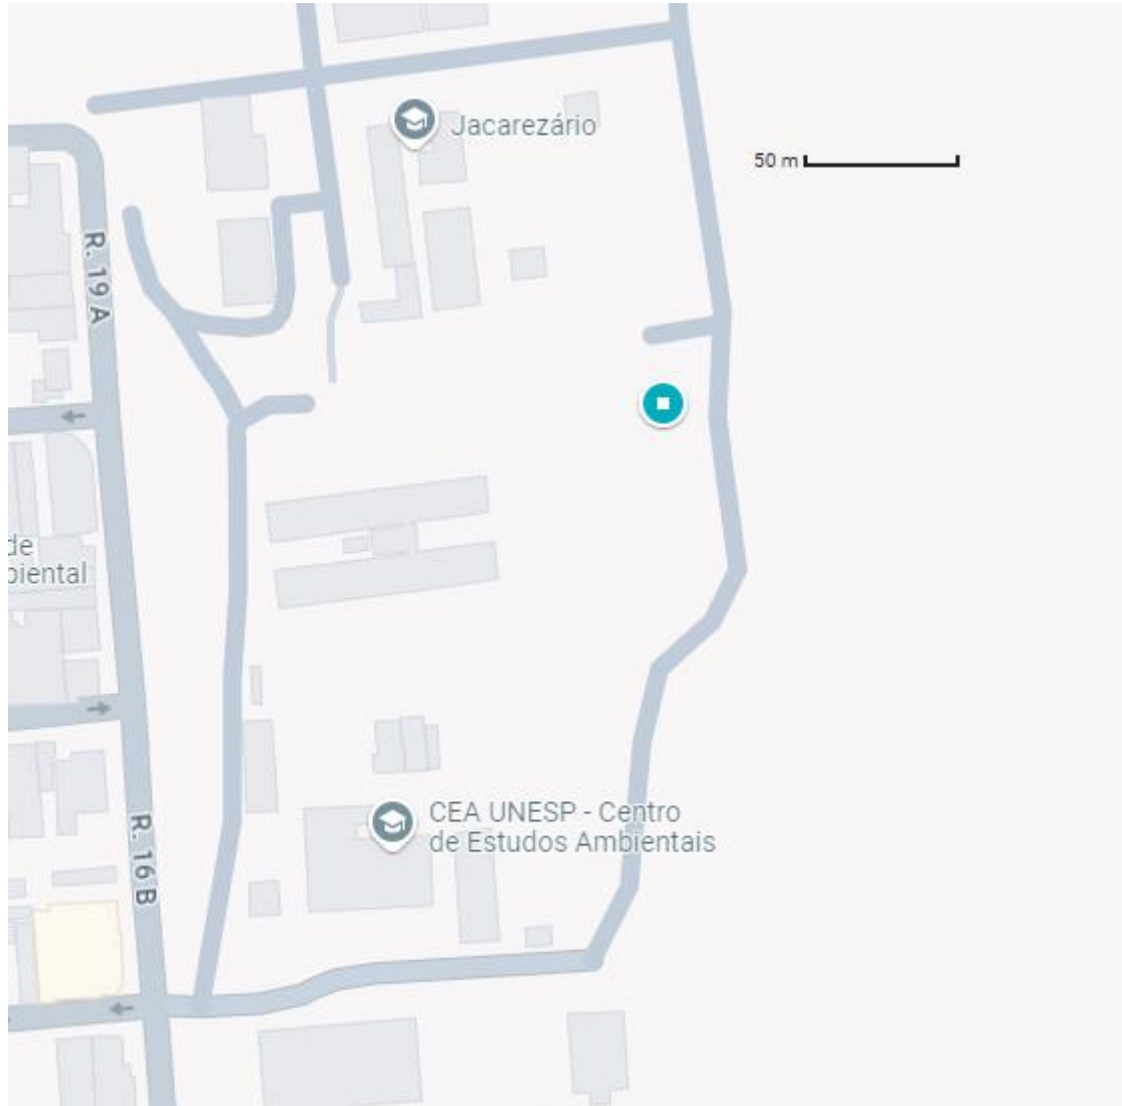 Jacarezário
50 m
R. 19 A
de
biental
R. 16 B
CEA UNESP - Centro
de Estudos Ambientais